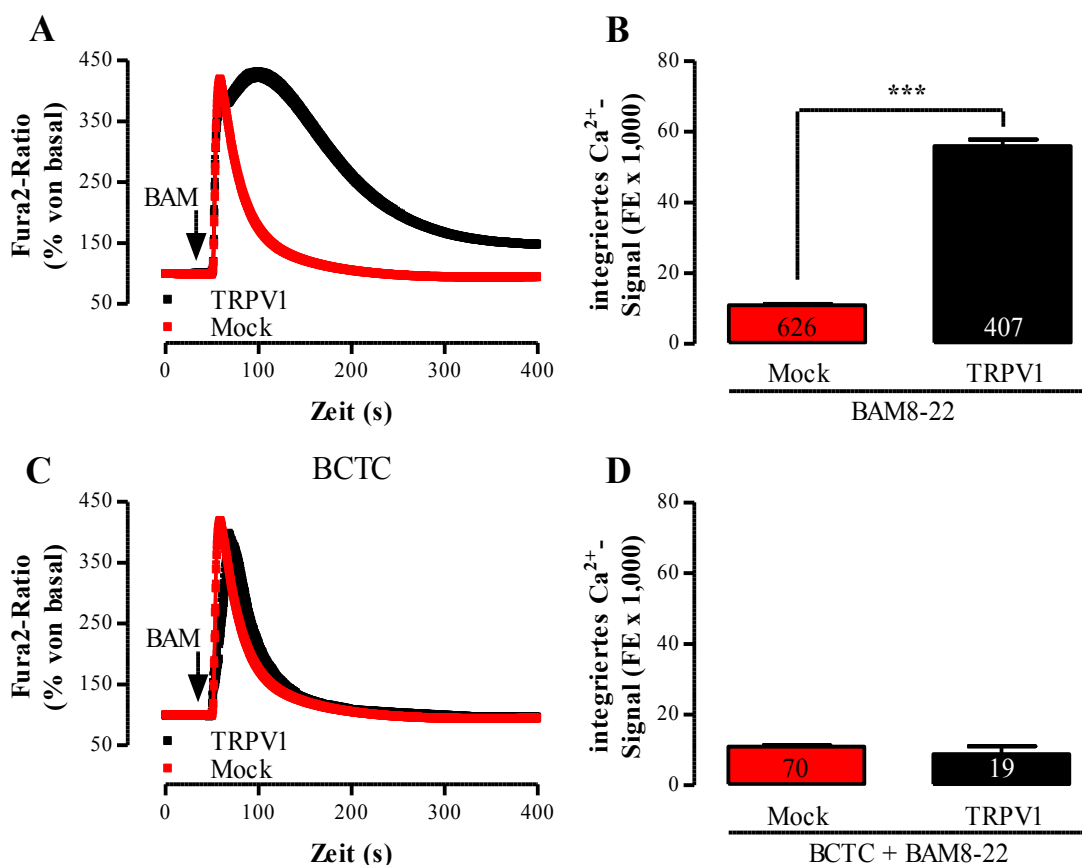 A
450
350
250
150
50
Fura2-Ratio
(% von basal)
BAM
TRPV1
Mock
0 100 200 300 400
Zeit (s)
B
80
60
40
20
0
integriertes Ca²⁺-
Signal (FE x 1,000)
***
626 407
Mock TRPV1
BAM8-22
C
BCTC
450
350
250
150
50
Fura2-Ratio
(% von basal)
BAM
TRPV1
Mock
0 100 200 300 400
Zeit (s)
D
80
60
40
20
0
integriertes Ca²⁺-
Signal (FE x 1,000)
70 19
Mock TRPV1
BCTC + BAM8-22